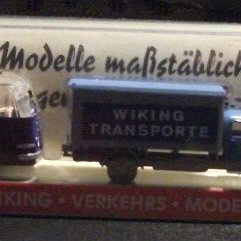 Modelle maßstäblich
WIKING
TRANSPORTE
IKING · VERKEHRS · MODE